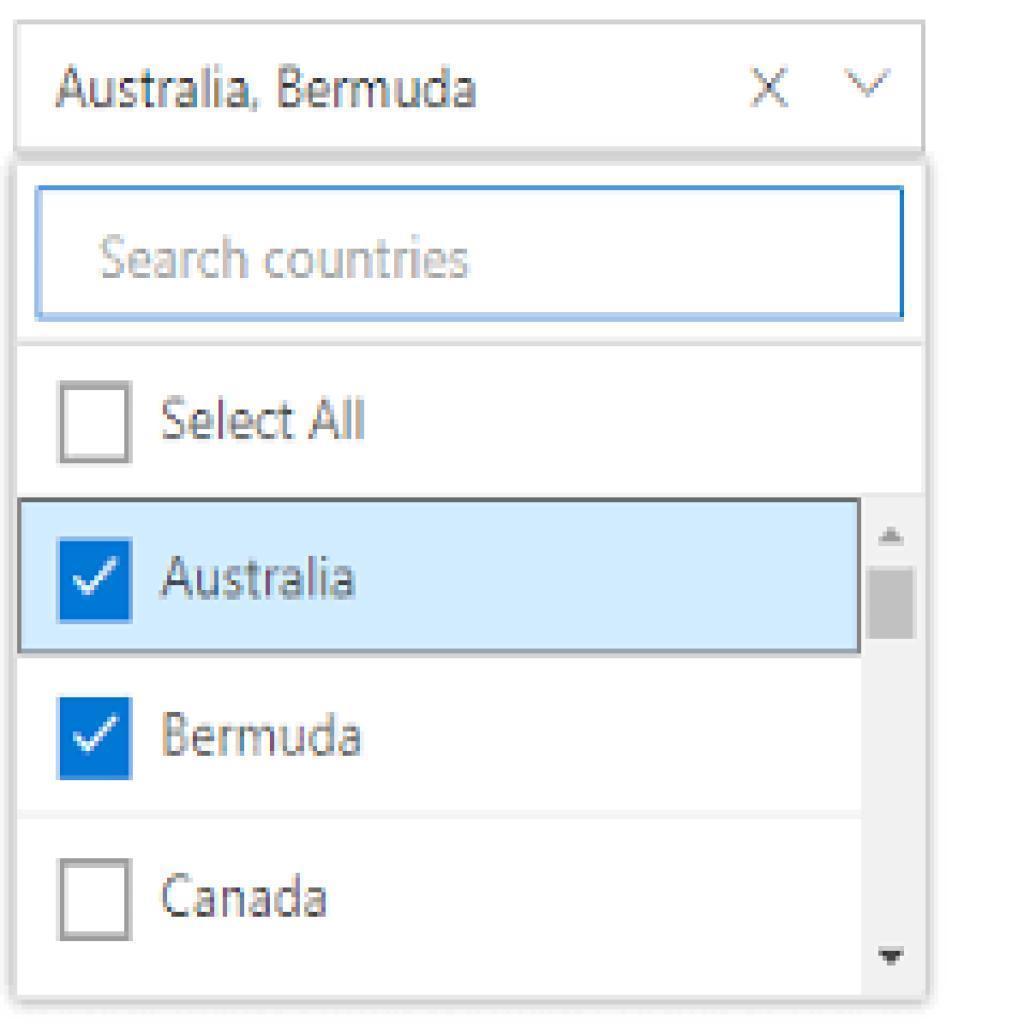 Australia, Bermuda
Search countries
Select All
Australia
Bermuda
Canada